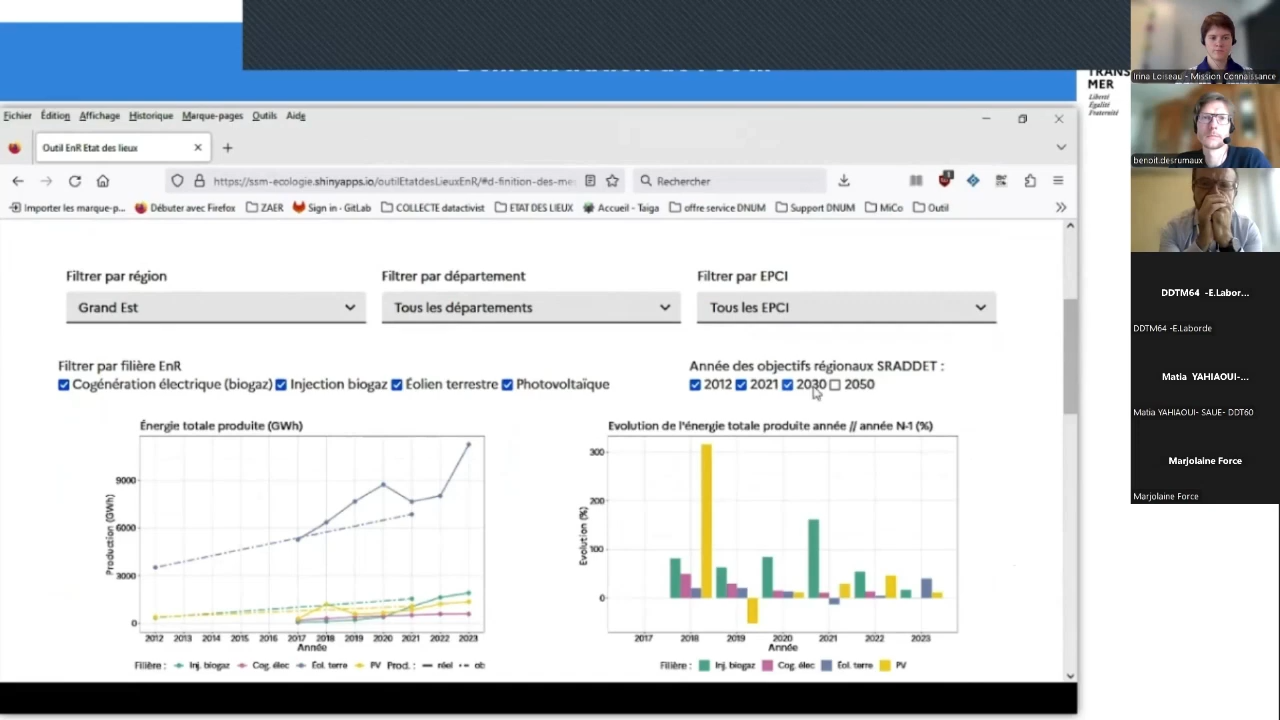 TRANS
MER
Liberté
Égalité
Fraternité
Fichier Édition Affichage Historique Marque-pages Outils Aide
Outil EnR Etat des lieux
https://ssm-ecologie.shinyapps.io/outilEtatdesLieuxEnR/#d-finition-des-me
Rechercher
Importer les marque-p... Débuter avec Firefox ZAER Sign in · GitLab COLLECTE datactivist ETAT DES LIEUX Accueil - Taiga offre service DNUM Support DNUM MiCo Outil
Filtrer par région Filtrer par département Filtrer par EPCI
Grand Est Tous les départements Tous les EPCI
Filtrer par filière EnR Année des objectifs régionaux SRADDET :
Cogénération électrique (biogaz) Injection biogaz Éolien terrestre Photovoltaïque 2012 2021 2030 2050
Énergie totale produite (GWh)
Production (GWh)
9000
6000
3000
0
2012 2013 2014 2015 2016 2017 2018 2019 2020 2021 2022 2023
Année
Filière : Inj. biogaz Cog. élec Éol. terre PV Prod. : réel ob
Evolution de l'énergie totale produite année // année N-1 (%)
Evolution (%)
300
200
100
0
2017 2018 2019 2020 2021 2022 2023
Année
Filière : Inj. biogaz Cog. élec Éol. terre PV
Irina Loiseau - Mission Connaissance
benoit.desrumaux
DDTM64 -E.Labor...
DDTM64 -E.Laborde
Matia YAHIAOUI-...
Matia YAHIAOUI- SAUE- DDT60
Marjolaine Force
Marjolaine Force